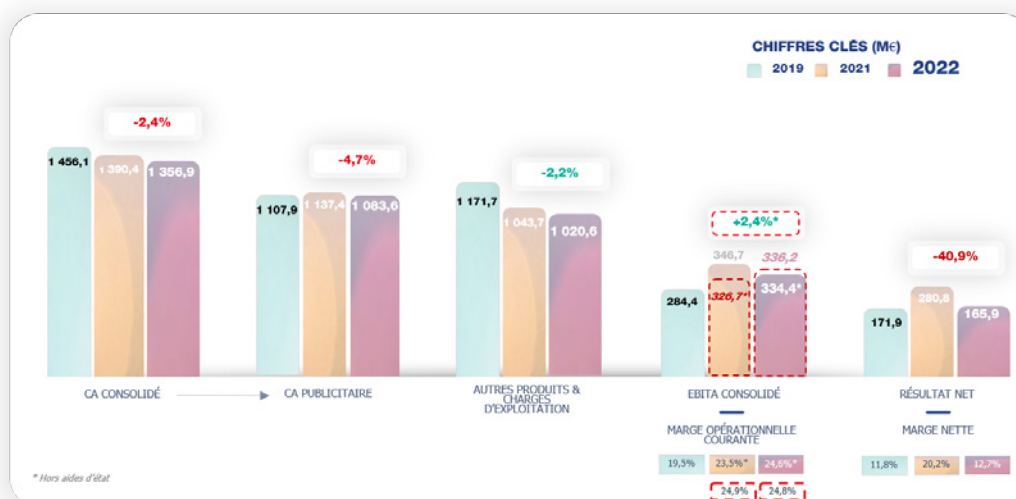 CHIFFRES CLÉS (M€)
2019 2021 2022
-2,4%
1 456,1 1 390,4 1 356,9
-4,7%
1 107,9 1 137,4 1 083,6
-2,2%
1 171,7 1 043,7 1 020,6
+2,4%*
346,7 336,2
284,4 326,7* 334,4*
-40,9%
171,9 280,8 165,9
CA CONSOLIDÉ
CA PUBLICITAIRE
AUTRES PRODUITS &
CHARGES
D'EXPLOITATION
EBITA CONSOLIDÉ
MARGE OPÉRATIONNELLE
COURANTE
19,5% 23,5%* 24,6%*
24,9% 24,8%
RÉSULTAT NET
MARGE NETTE
11,8% 20,2% 12,7%
* Hors aides d'état